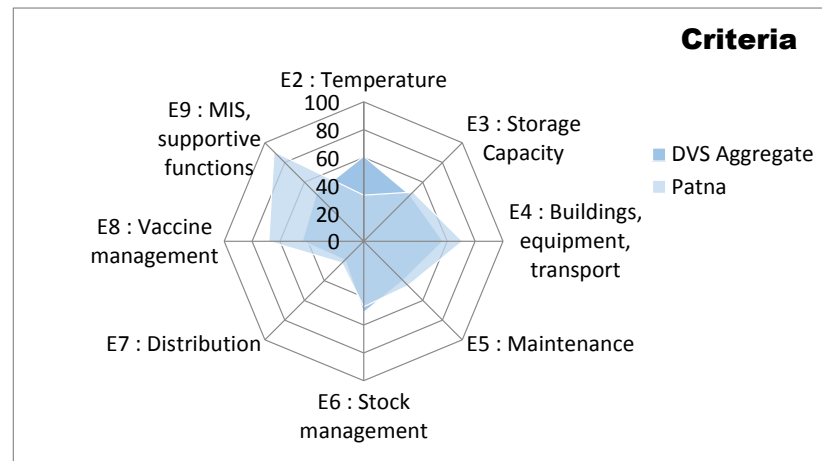 Criteria
E2 : Temperature
100
80
60
40
20
0
E3 : Storage
Capacity
E4 : Buildings,
equipment,
transport
E5 : Maintenance
E6 : Stock
management
E7 : Distribution
E8 : Vaccine
management
E9 : MIS,
supportive
functions
DVS Aggregate
Patna